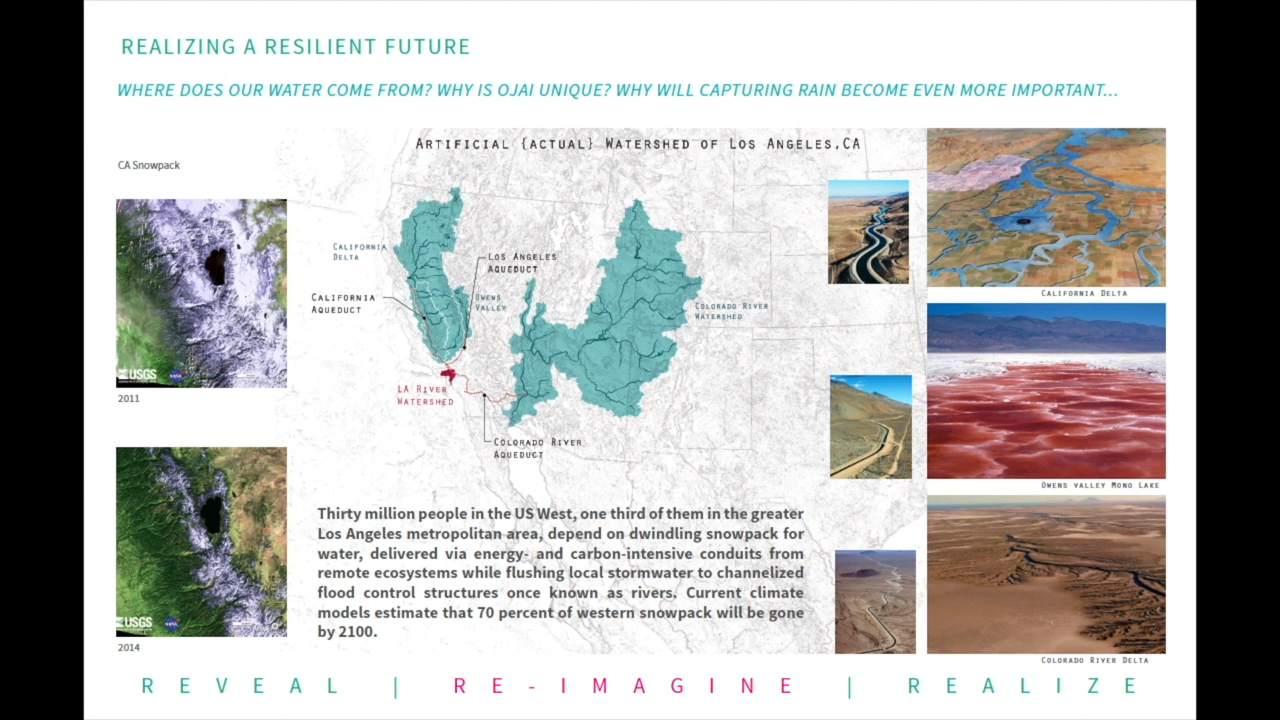 REALIZING A RESILIENT FUTURE
WHERE DOES OUR WATER COME FROM? WHY IS OJAI UNIQUE? WHY WILL CAPTURING RAIN BECOME EVEN MORE IMPORTANT...
CA Snowpack
USGS
2011
USGS
2014
Artificial {actual} Watershed of Los Angeles,CA
California
Delta
Los Angeles
Aqueduct
California
Aqueduct
Owens
Valley
Colorado River
Watershed
LA River
Watershed
Colorado River
Aqueduct
Thirty million people in the US West, one third of them in the greater
Los Angeles metropolitan area, depend on dwindling snowpack for
water, delivered via energy- and carbon-intensive conduits from
remote ecosystems while flushing local stormwater to channelized
flood control structures once known as rivers. Current climate
models estimate that 70 percent of western snowpack will be gone
by 2100.
California Delta
Owens valley Mono Lake
Colorado River Delta
REVEAL | RE-IMAGINE | REALIZE